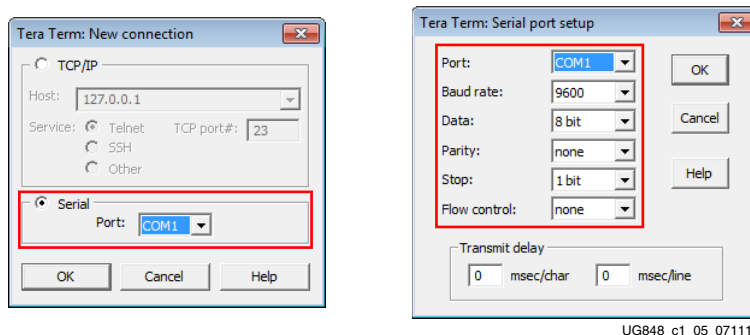 Tera Term: New connection
TCP/IP
Host: 127.0.0.1
Service: Telnet TCP port#: 23
SSH
Other
Serial
Port: COM1
OK Cancel Help
Tera Term: Serial port setup
Port: COM1 OK
Baud rate: 9600
Data: 8 bit Cancel
Parity: none
Stop: 1 bit Help
Flow control: none
Transmit delay
0 msec/char 0 msec/line
UG848_c1_05_07111